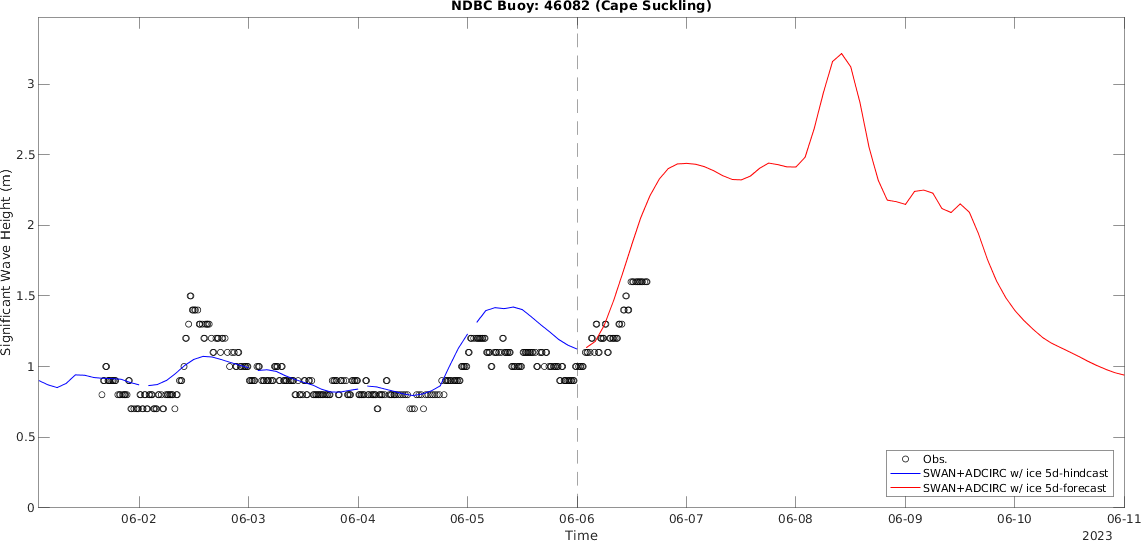 NDBC Buoy: 46082 (Cape Suckling)
Significant Wave Height (m)
3
2.5
2
1.5
1
0.5
0
Obs.
SWAN+ADCIRC w/ ice 5d-hindcast
SWAN+ADCIRC w/ ice 5d-forecast
06-02 06-03 06-04 06-05 06-06 06-07 06-08 06-09 06-10 06-11
Time
2023